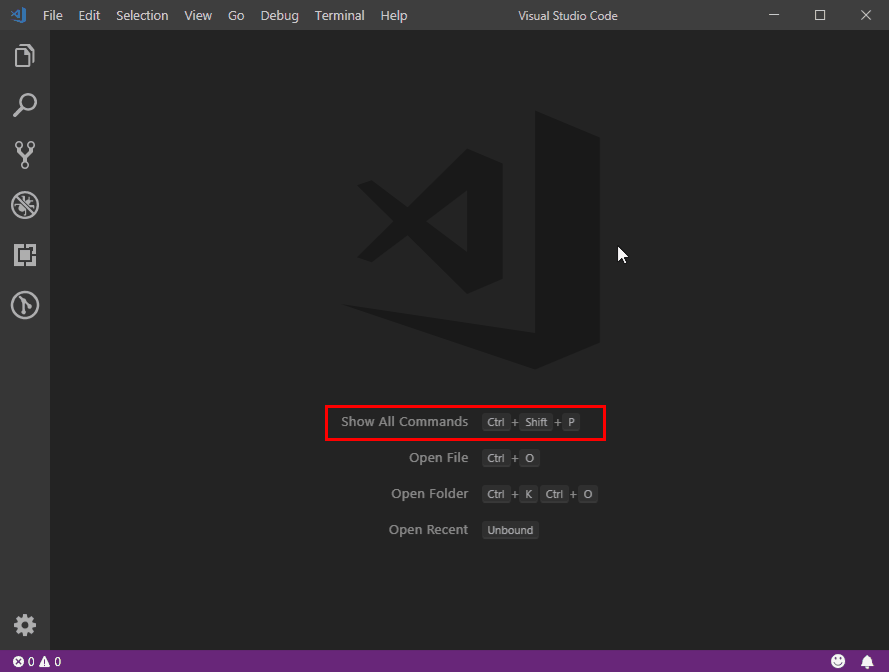 File Edit Selection View Go Debug Terminal Help Visual Studio Code
Show All Commands Ctrl + Shift + P
Open File Ctrl + O
Open Folder Ctrl + K Ctrl + O
Open Recent Unbound
0 0